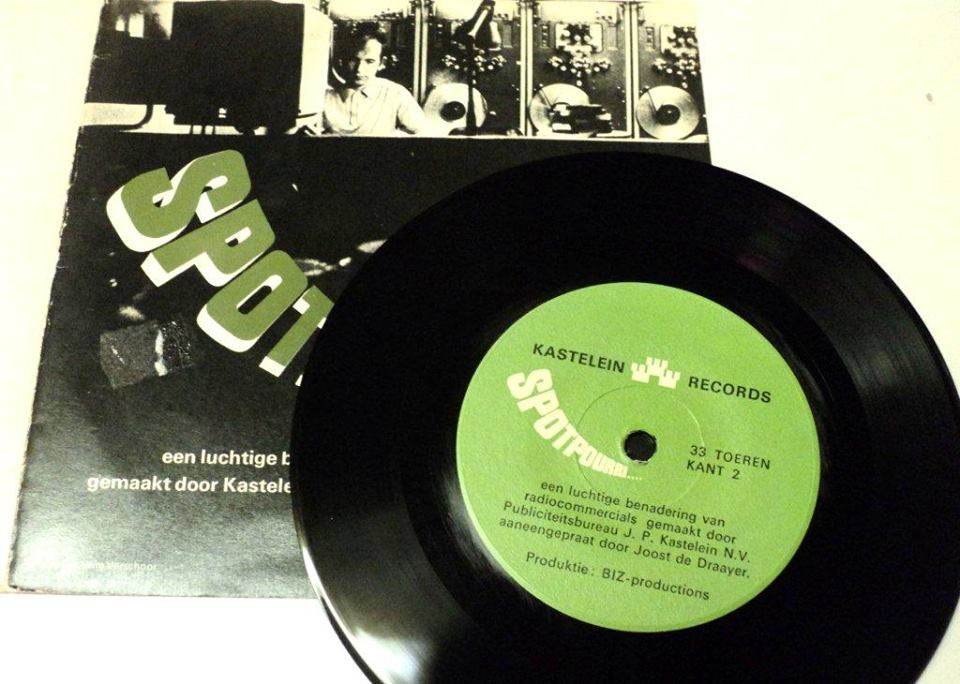 SPOT
een luchtige b
gemaakt door Kastele
Verschoor
KASTELEIN RECORDS
SPOTPOURRI....
33 TOEREN
KANT 2
een luchtige benadering van
radiocommercials gemaakt door
Publiciteitsbureau J. P. Kastelein N.V.
aaneengepraat door Joost de Draayer.
Produktie: BIZ-productions